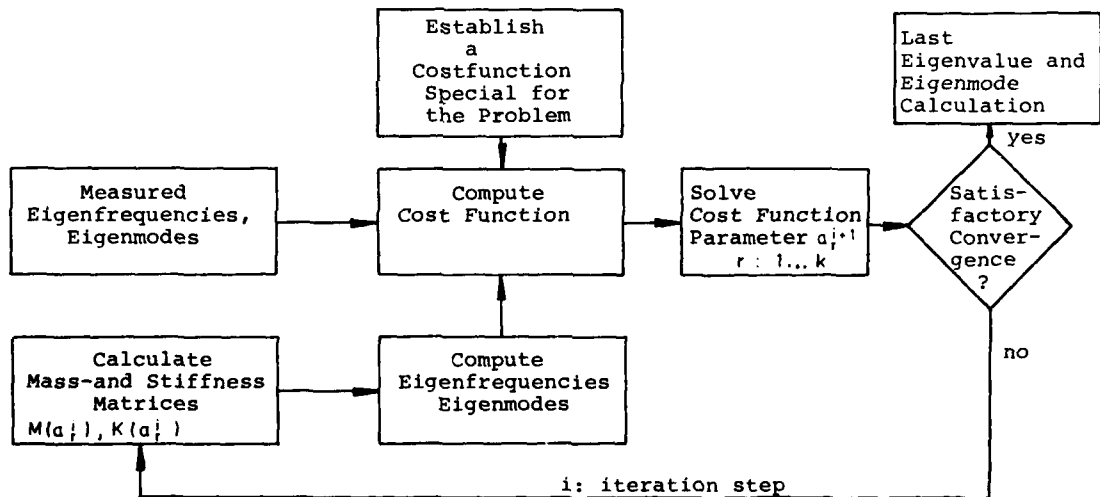 Establish
a
Costfunction
Special for
the Problem
Last
Eigenvalue and
Eigenmode
Calculation
yes
Measured
Eigenfrequencies,
Eigenmodes
Compute
Cost Function
Solve
Cost Function
Parameter a_r^{i+1}
r : 1... k
Satis-
factory
Conver-
gence
?
no
Calculate
Mass-and Stiffness
Matrices
M(a_r^i), K(a_r^i)
Compute
Eigenfrequencies
Eigenmodes
i: iteration step